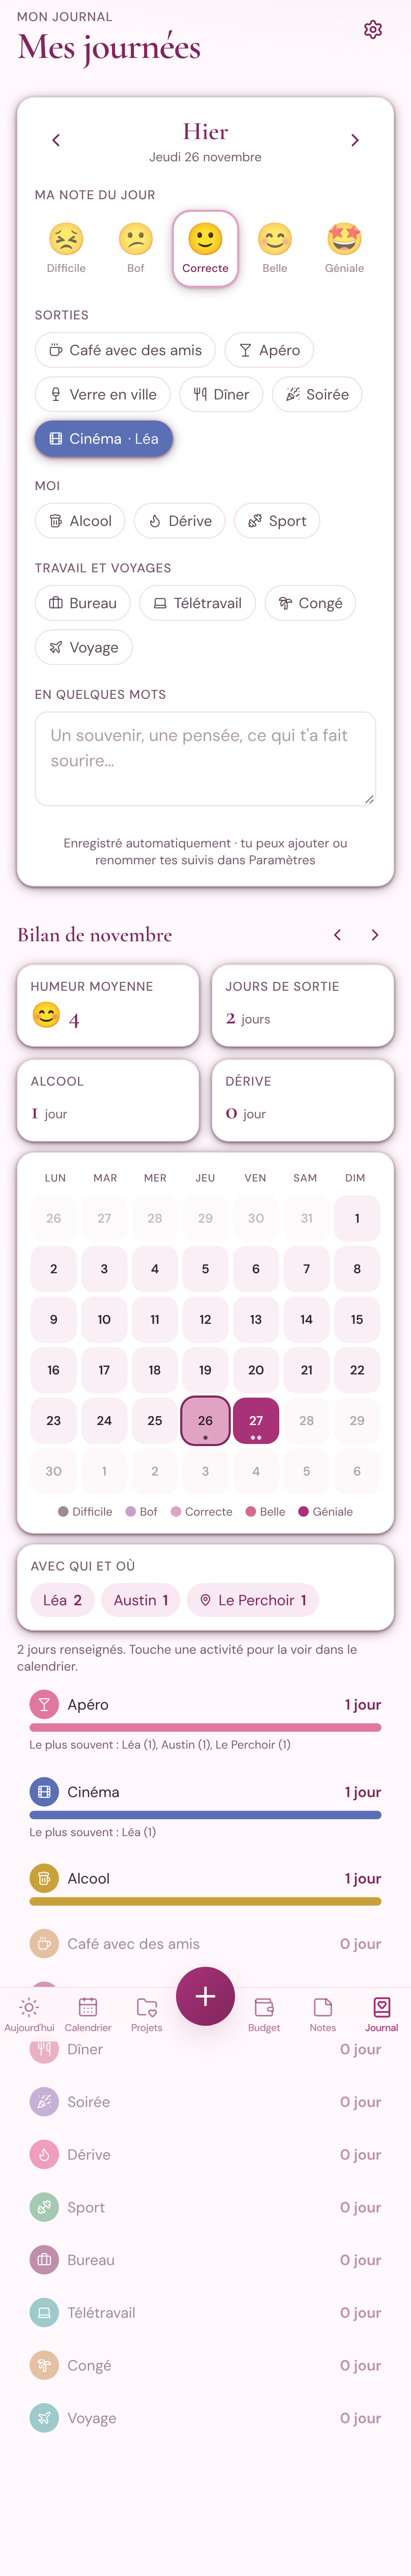 MON JOURNAL
Mes journées
Hier
Jeudi 26 novembre
MA NOTE DU JOUR
Difficile Bof Correcte Belle Géniale
SORTIES
Café avec des amis Apéro
Verre en ville Dîner Soirée
Cinéma · Léa
MOI
Alcool Dérive Sport
TRAVAIL ET VOYAGES
Bureau Télétravail Congé
Voyage
EN QUELQUES MOTS
Un souvenir, une pensée, ce qui t'a fait
sourire...
Enregistré automatiquement · tu peux ajouter ou
renommer tes suivis dans Paramètres
Bilan de novembre
HUMEUR MOYENNE
4
JOURS DE SORTIE
2 jours
ALCOOL
1 jour
DÉRIVE
0 jour
LUN MAR MER JEU VEN SAM DIM
26 27 28 29 30 31 1
2 3 4 5 6 7 8
9 10 11 12 13 14 15
16 17 18 19 20 21 22
23 24 25 26 27 28 29
30 1 2 3 4 5 6
Difficile Bof Correcte Belle Géniale
AVEC QUI ET OÙ
Léa 2 Austin 1 Le Perchoir 1
2 jours renseignés. Touche une activité pour la voir dans le
calendrier.
Apéro 1 jour
Le plus souvent : Léa (1), Austin (1), Le Perchoir (1)
Cinéma 1 jour
Le plus souvent : Léa (1)
Alcool 1 jour
Café avec des amis 0 jour
Aujourd'hui Calendrier Projets Budget Notes Journal
Dîner 0 jour
Soirée 0 jour
Dérive 0 jour
Sport 0 jour
Bureau 0 jour
Télétravail 0 jour
Congé 0 jour
Voyage 0 jour